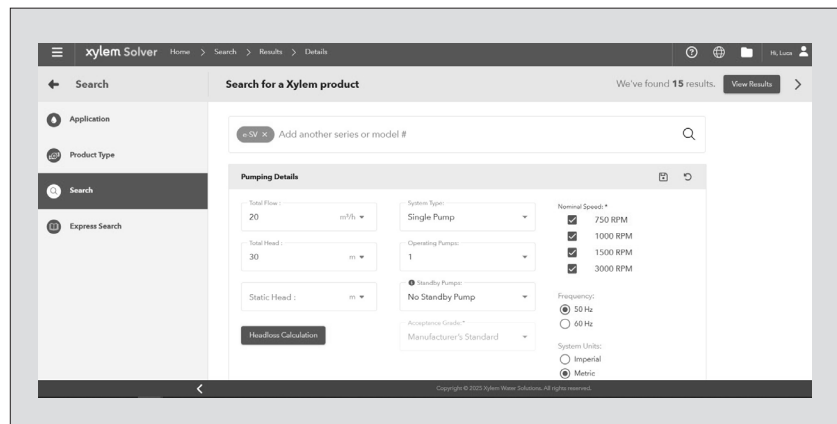 xylem Solver Home > Search > Results > Details Hi, Luca
Search
Search for a Xylem product We've found 15 results. View Results
Application
Product Type
Search
Express Search
e-SV × Add another series or model #
Pumping Details
Total Flow :
20 m³/h
Total Head :
30 m
Static Head : m
Headloss Calculation
System Type:
Single Pump
Operating Pumps:
1
Standby Pumps:
No Standby Pump
Acceptance Grade:*
Manufacturer's Standard
Nominal Speed: *
750 RPM
1000 RPM
1500 RPM
3000 RPM
Frequency:
50 Hz
60 Hz
System Units:
Imperial
Metric
Copyright © 2025 Xylem Water Solutions. All rights reserved.